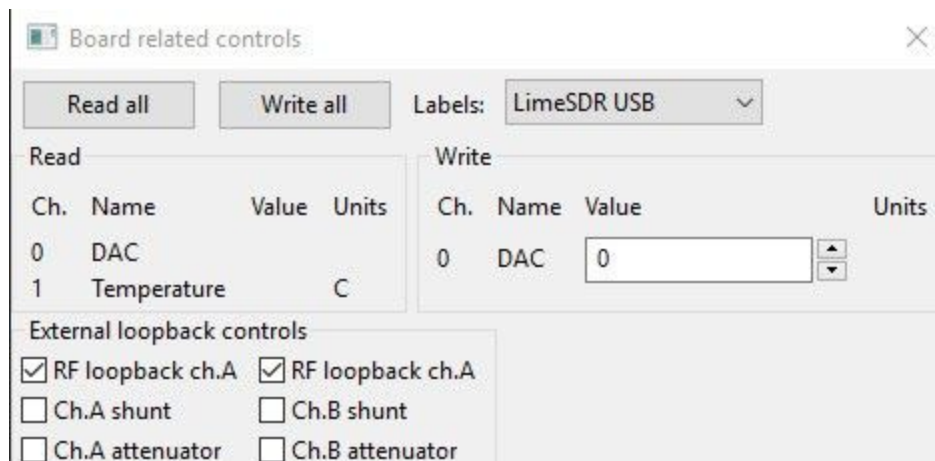 Board related controls
Read all Write all Labels: LimeSDR USB
Read
Ch. Name Value Units
0 DAC
1 Temperature C
Write
Ch. Name Value Units
0 DAC 0
External loopback controls
RF loopback ch.A RF loopback ch.A
Ch.A shunt Ch.B shunt
Ch.A attenuator Ch.B attenuator